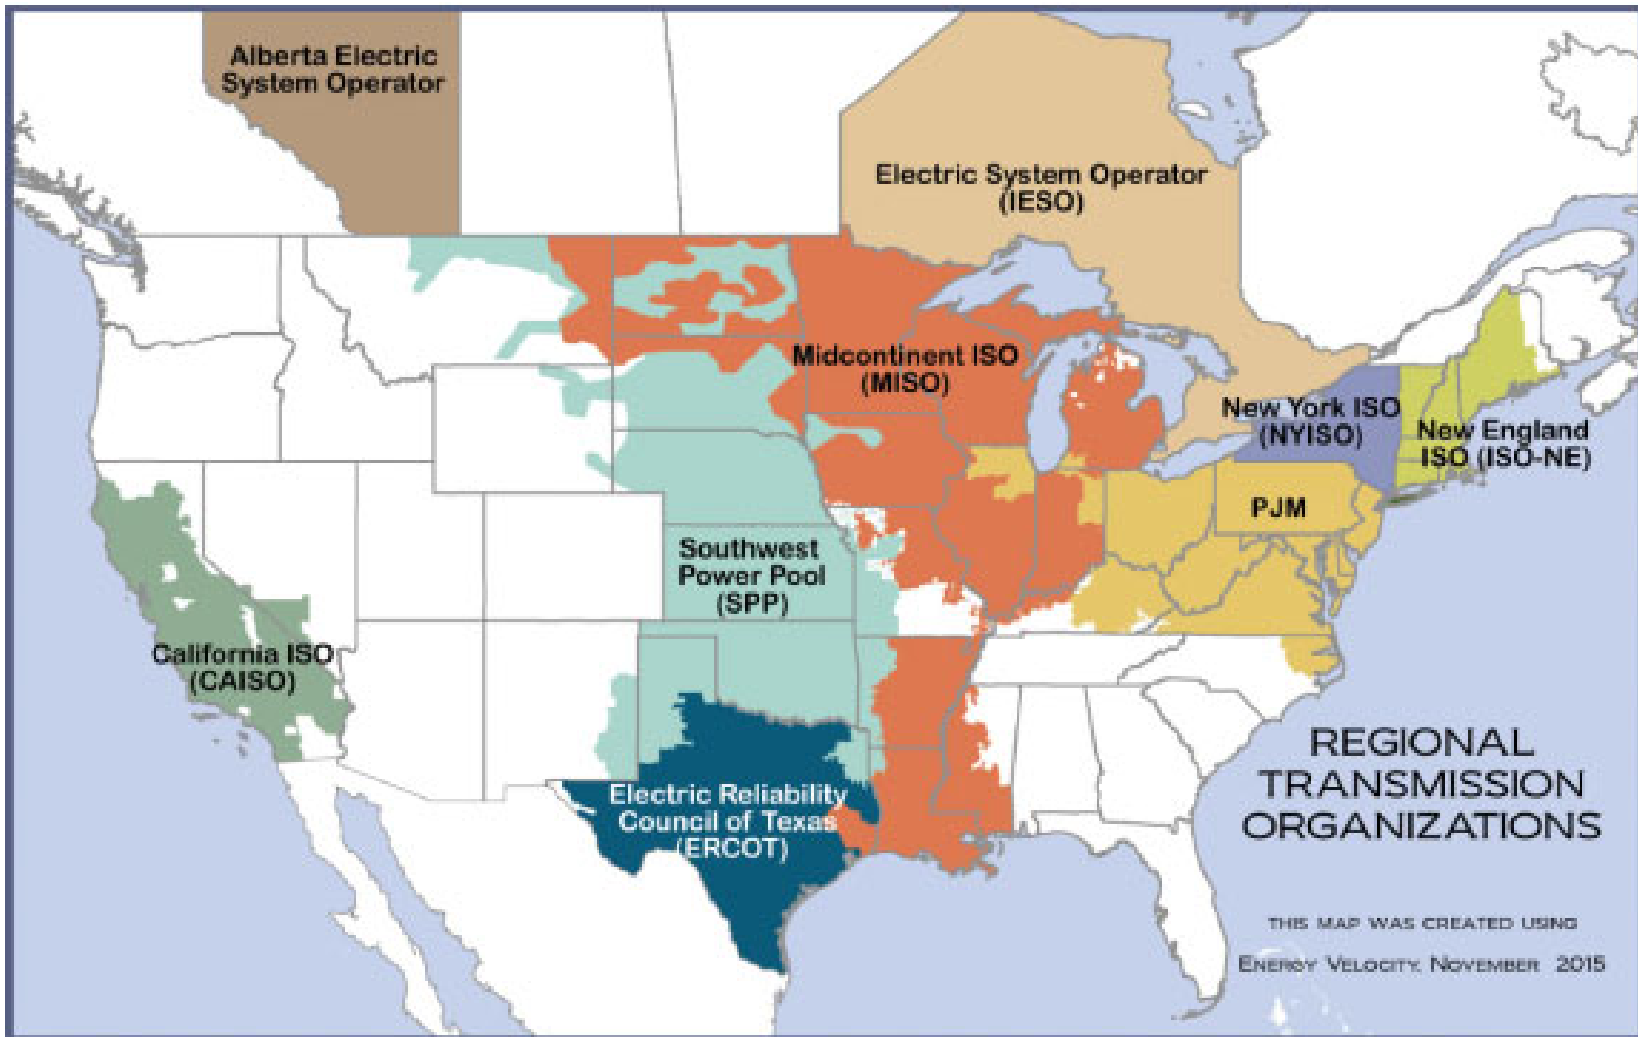 Alberta Electric
System Operator
Electric System Operator
(IESO)
Midcontinent ISO
(MISO)
New York ISO
(NYISO)
New England
ISO (ISO-NE)
PJM
Southwest
Power Pool
(SPP)
California ISO
(CAISO)
Electric Reliability
Council of Texas
(ERCOT)
REGIONAL
TRANSMISSION
ORGANIZATIONS
THIS MAP WAS CREATED USING
ENERGY VELOCITY, NOVEMBER 2015